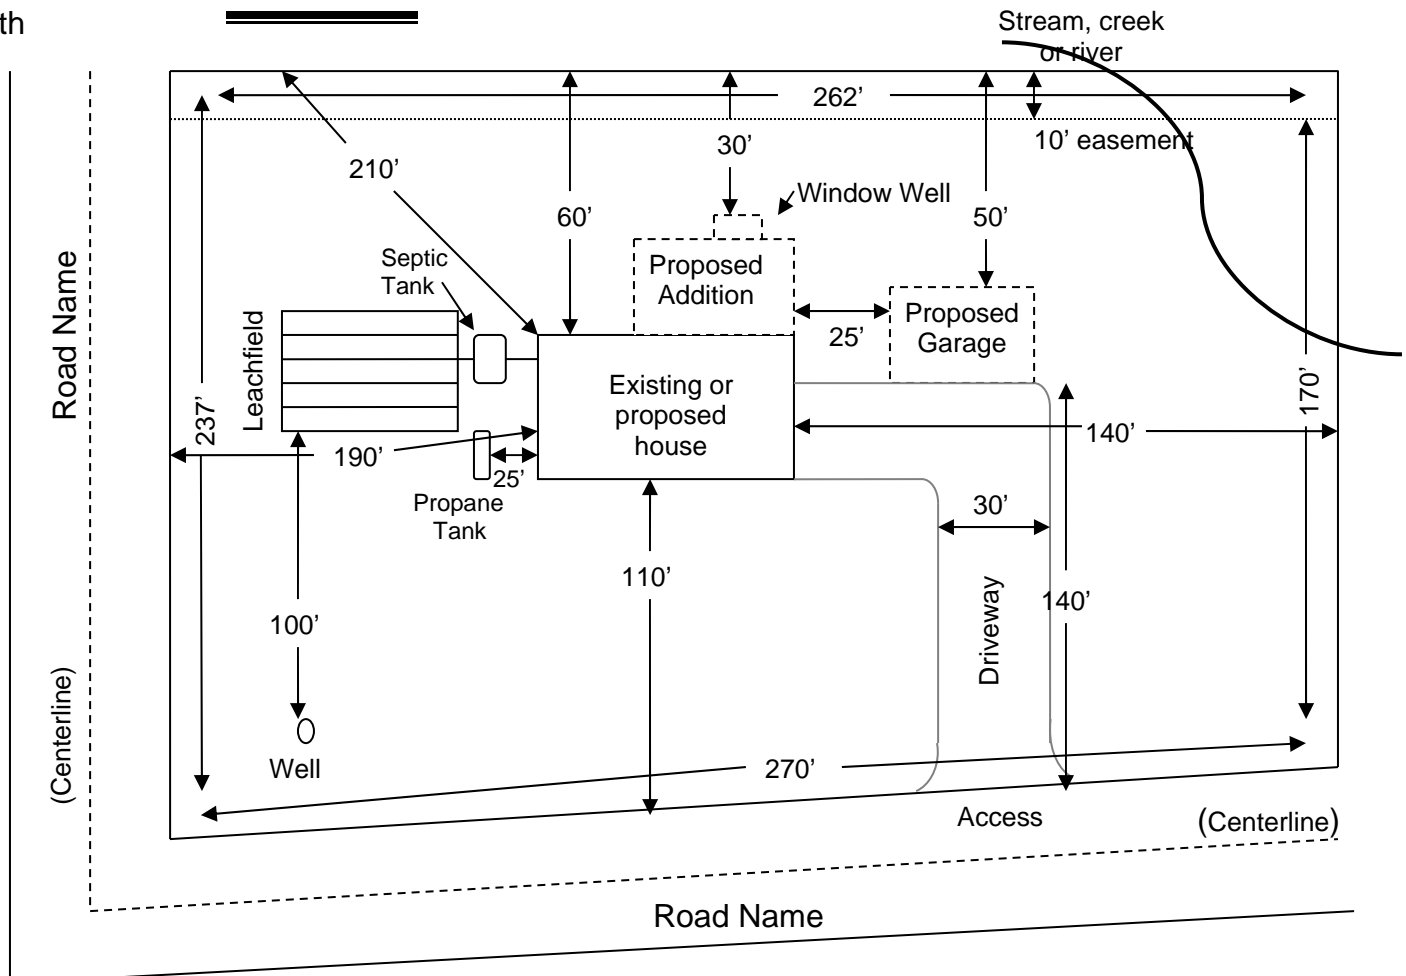 th
Stream, creek
or river
262’
10’ easement
30’
210’
Window Well
60’
50’
Septic
Tank
Proposed
Addition
Proposed
Garage
25’
Road Name
Leachfield
Existing or
proposed
house
237’
170’
190’
140’
25’
Propane
Tank
30’
110’
140’
100’
Driveway
(Centerline)
Well
270’
Access
(Centerline)
Road Name